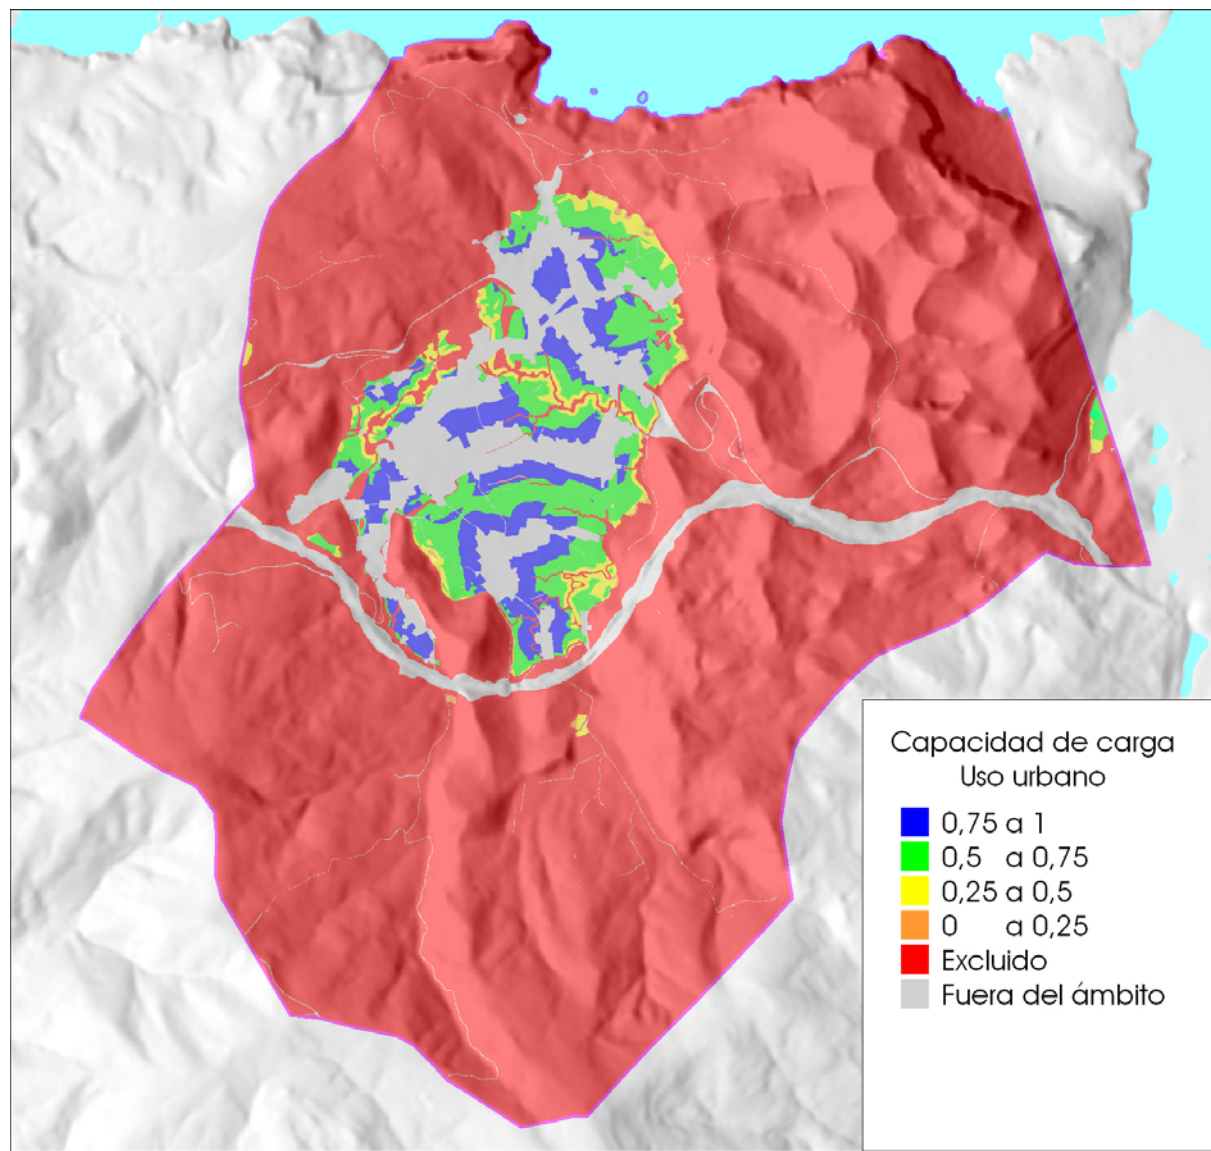 Capacidad de carga
Uso urbano
0,75 a 1
0,5 a 0,75
0,25 a 0,5
0 a 0,25
Excluido
Fuera del ámbito